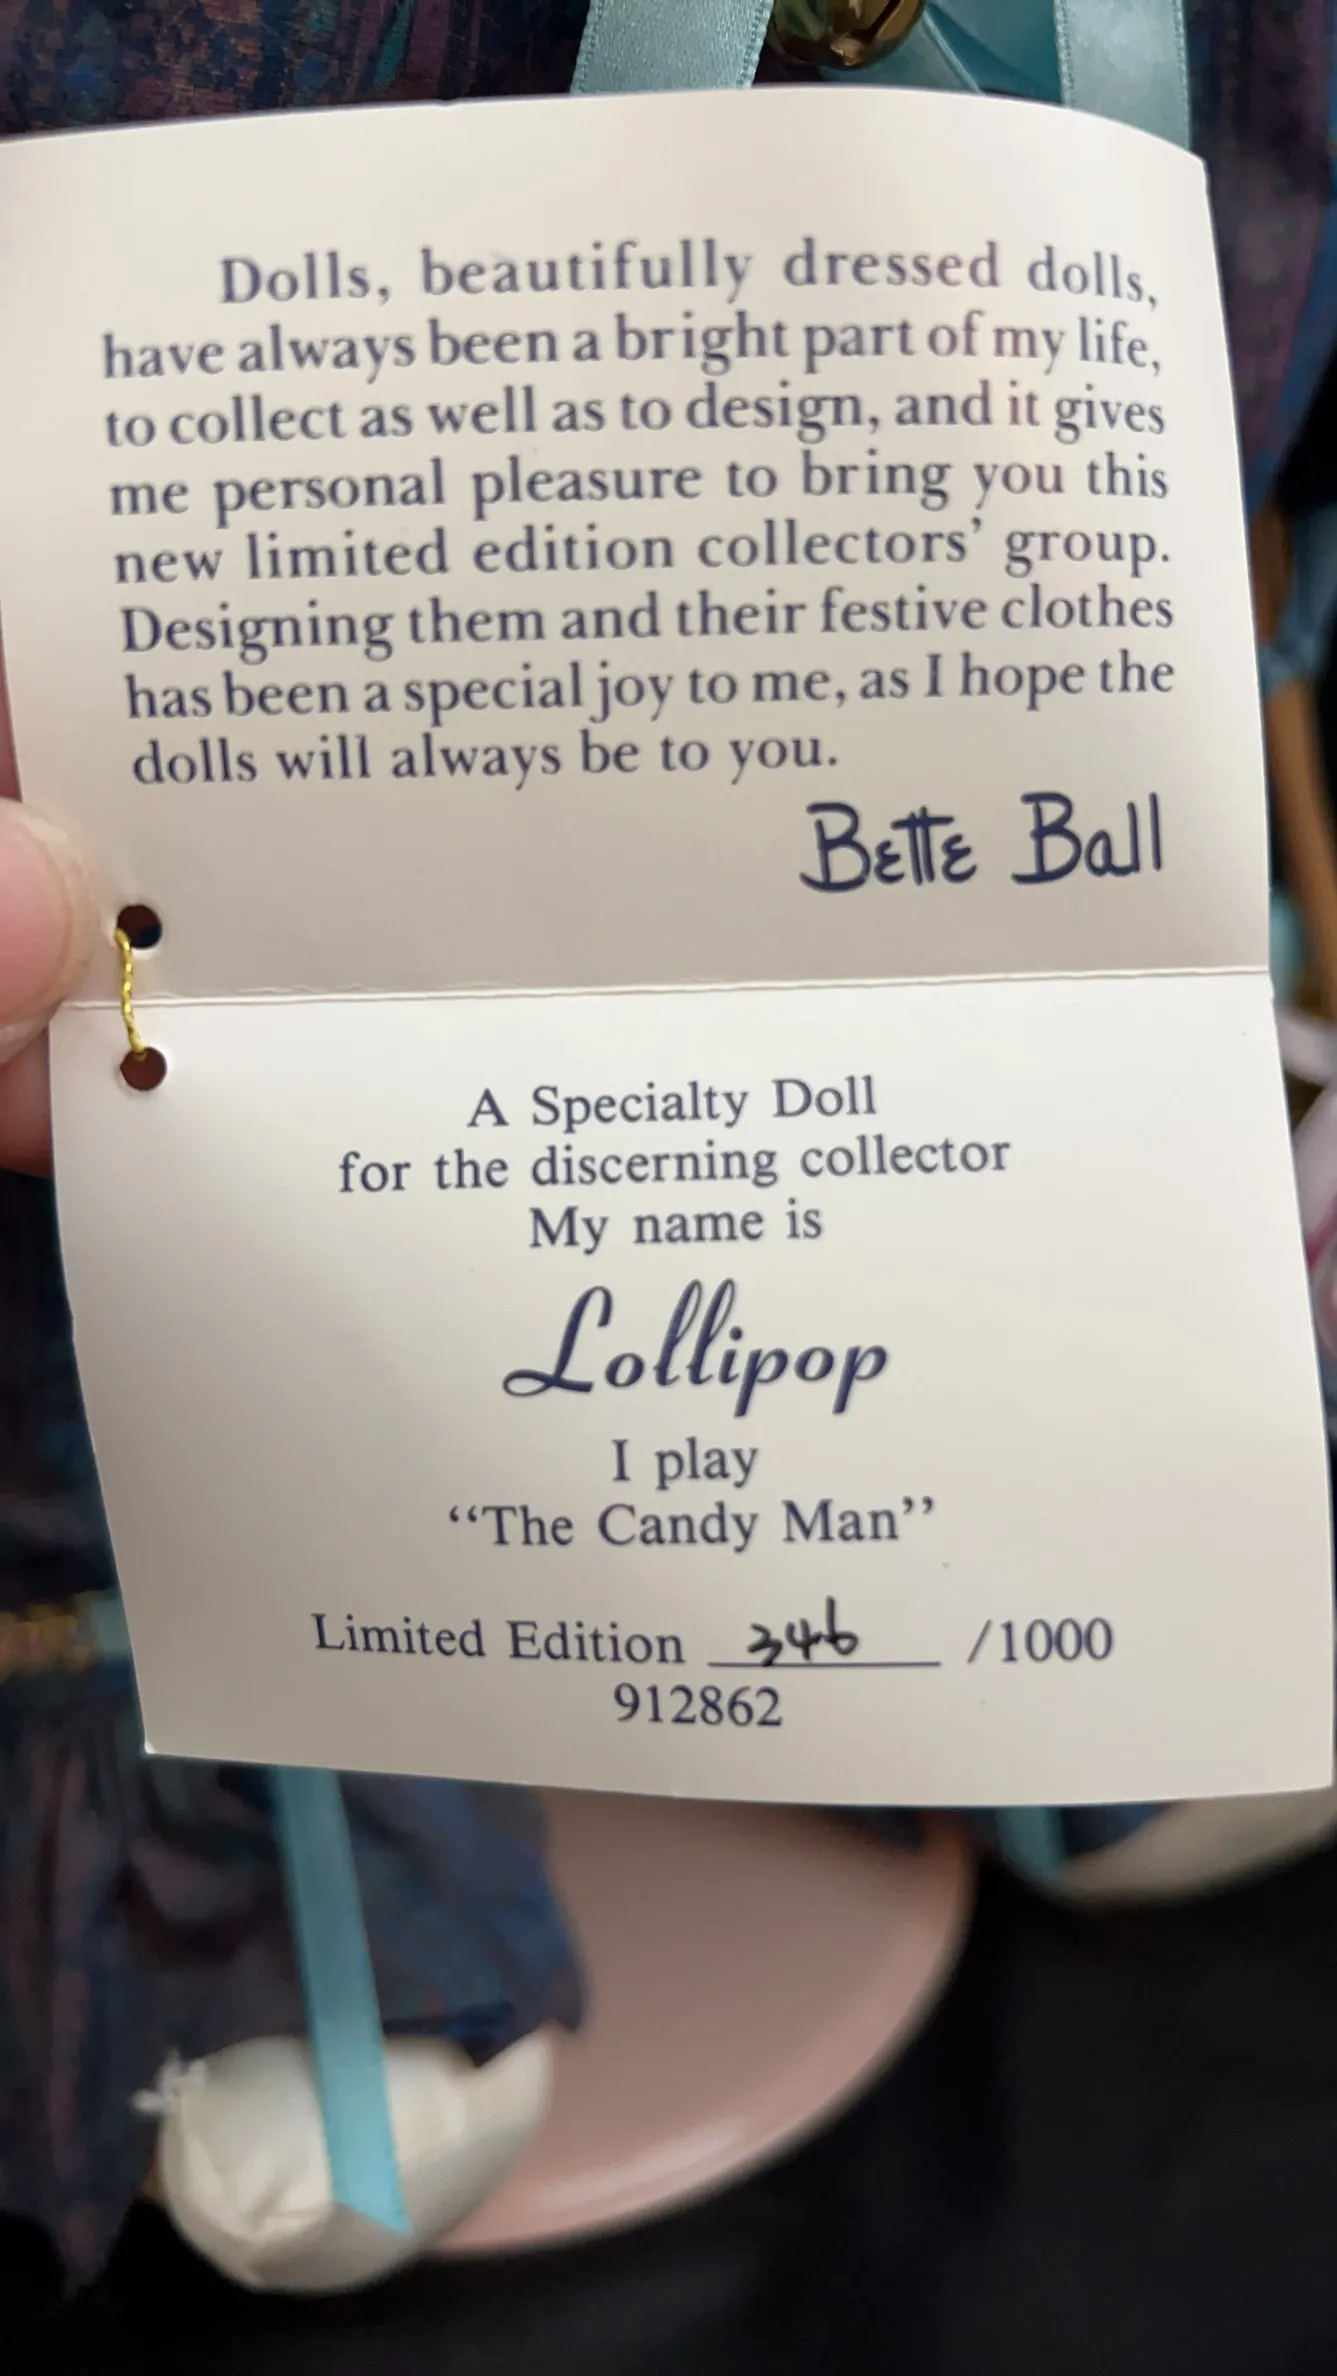 Dolls, beautifully dressed dolls,
have always been a bright part of my life,
to collect as well as to design, and it gives
me personal pleasure to bring you this
new limited edition collectors’ group.
Designing them and their festive clothes
has been a special joy to me, as I hope the
dolls will always be to you.
Bette Ball
A Specialty Doll
for the discerning collector
My name is
Lollipop
I play
“The Candy Man”
Limited Edition 346 /1000
912862